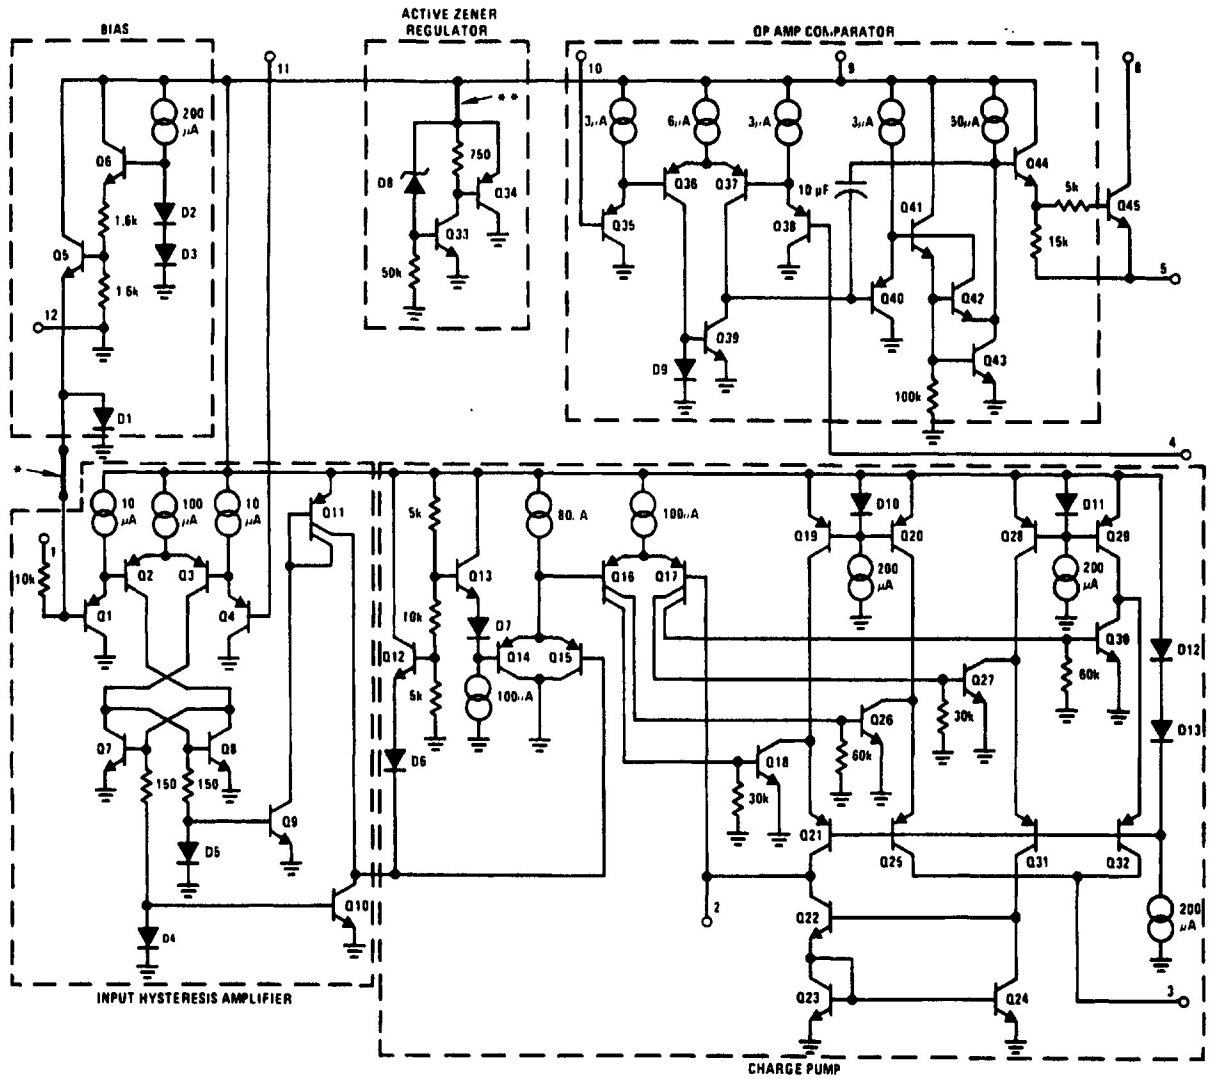 BIAS
ACTIVE ZENER
REGULATOR
OP AMP COMPARATOR
11
10
9
8
200
μA
Q6
D2
D3
1.6k
Q5
1.6k
12
D1
*
**
D8
750
Q34
Q33
50k
3μA
6μA
3μA
3μA
50μA
Q44
Q36
Q37
10 pF
5k
Q45
Q41
Q35
Q38
15k
5
Q40
Q42
Q39
Q43
D9
100k
4
10
μA
100
μA
10
μA
Q11
1
10k
Q2
Q3
Q1
Q4
Q7
Q8
150
150
Q9
D5
Q10
D4
INPUT HYSTERESIS AMPLIFIER
5k
80μA
100μA
Q13
10k
D7
Q12
Q14
Q15
5k
100μA
D6
Q16
Q17
D10
Q19
Q20
200
μA
D11
Q28
Q29
200
μA
Q30
60k
D12
Q27
30k
Q26
D13
60k
Q18
30k
Q21
Q25
Q31
Q32
2
Q22
200
μA
Q23
Q24
3
CHARGE PUMP